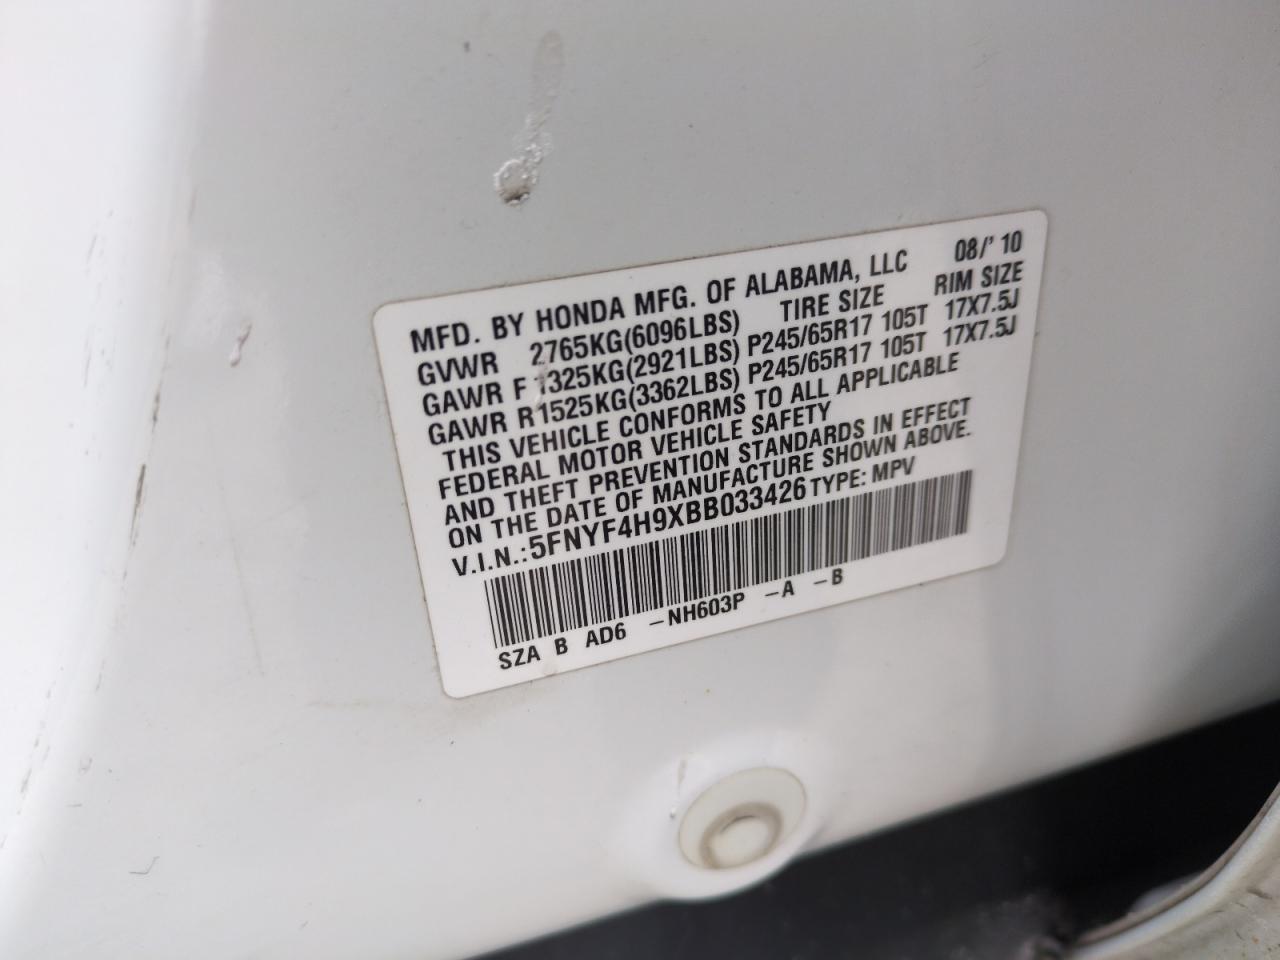 MFD. BY HONDA MFG. OF ALABAMA, LLC 08/'10
GVWR 2765KG(6096LBS) TIRE SIZE RIM SIZE
GAWR F 1325KG(2921LBS) P245/65R17 105T 17X7.5J
GAWR R1525KG(3362LBS) P245/65R17 105T 17X7.5J
THIS VEHICLE CONFORMS TO ALL APPLICABLE
FEDERAL MOTOR VEHICLE SAFETY
AND THEFT PREVENTION STANDARDS IN EFFECT
ON THE DATE OF MANUFACTURE SHOWN ABOVE.
V.I.N.:5FNYF4H9XBB033426 TYPE: MPV
SZA B AD6 –NH603P –A –B